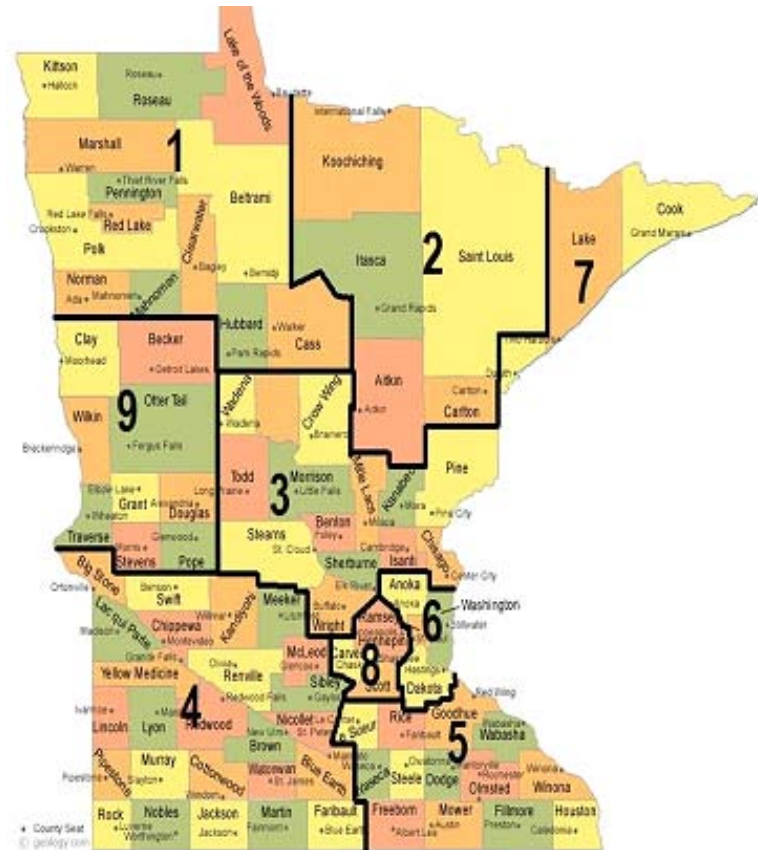 Kittson
Hallock
Roseau
Roseau
Lake of the Woods
Baudette
International Falls
Koochiching
Marshall
Warren
1
Thief River Falls
Pennington
Beltrami
Red Lake Falls
Red Lake
Crookston
Clearwater
Polk
Bagley
Bemidji
Norman
Ada
Mahnomen
Mahnomen
Itasca
2
Saint Louis
Grand Rapids
Lake
7
Cook
Grand Marais
Two Harbors
Hubbard
Walker
Cass
Park Rapids
Clay
Moorhead
Becker
Detroit Lakes
Aitkin
Aitkin
Duluth
Carlton
Carlton
Wilkin
9
Otter Tail
Breckenridge
Fergus Falls
Wadena
Wadena
Crow Wing
Brainerd
Pine
Pine City
Elbow Lake
Grant
Alexandria
Douglas
Long Prairie
Todd
3
Morrison
Little Falls
Mille Lacs
Milaca
Kanabec
Mora
Wheaton
Traverse
Glenwood
Morris
Stevens
Pope
Stearns
St. Cloud
Benton
Foley
Cambridge
Isanti
Chisago
Center City
Sherburne
Elk River
Anoka
Anoka
Big Stone
Ortonville
Benson
Swift
Willmar
Kandiyohi
Meeker
Litchfield
Buffalo
Wright
Washington
6
Stillwater
Ramsey
Hennepin
Lac qui Parle
Madison
Chippewa
Montevideo
Granite Falls
Olivia
Renville
McLeod
Glencoe
Carver
Chaska
8
Scott
Hastings
Dakota
Yellow Medicine
Redwood Falls
Sibley
Gaylord
Red Wing
Ivanhoe
Lincoln
Lyon
4
Redwood
Nicollet
Le Center
St. Peter
Le Sueur
Rice
Faribault
Goodhue
5
Wabasha
Wabasha
New Ulm
Brown
Mankato
Waseca
Waseca
Owatonna
Mantorville
Rochester
Pipestone
Pipestone
Murray
Slayton
Cottonwood
Windom
Watonwan
St. James
Blue Earth
Steele
Dodge
Olmsted
Winona
Winona
Rock
Luverne
Nobles
Worthington
Jackson
Jackson
Martin
Fairmont
Faribault
Blue Earth
Freeborn
Albert Lea
Mower
Austin
Fillmore
Preston
Houston
Caledonia
County Seat
© geology.com